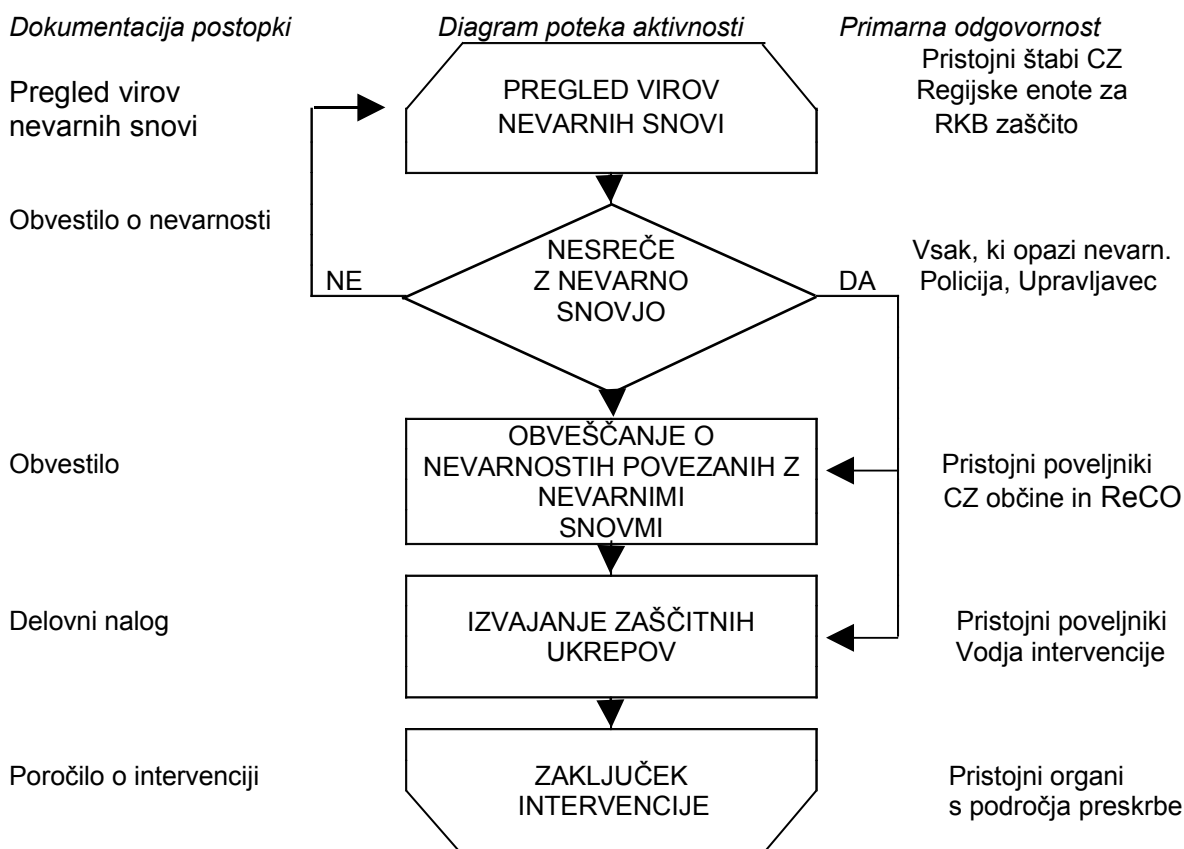 Dokumentacija postopki Diagram poteka aktivnosti Primarna odgovornost
Pregled virov
nevarnih snovi
PREGLED VIROV
NEVARNIH SNOVI
Pristojni štabi CZ
Regijske enote za
RKB zaščito
Obvestilo o nevarnosti
NESREČE
Z NEVARNO
SNOVJO
NE
DA
Vsak, ki opazi nevarn.
Policija, Upravljavec
Obvestilo
OBVEŠČANJE O
NEVARNOSTIH POVEZANIH Z
NEVARNIMI
SNOVMI
Pristojni poveljniki
CZ občine in ReCO
Delovni nalog
IZVAJANJE ZAŠČITNIH
UKREPOV
Pristojni poveljniki
Vodja intervencije
Poročilo o intervenciji
ZAKLJUČEK
INTERVENCIJE
Pristojni organi
s področja preskrbe